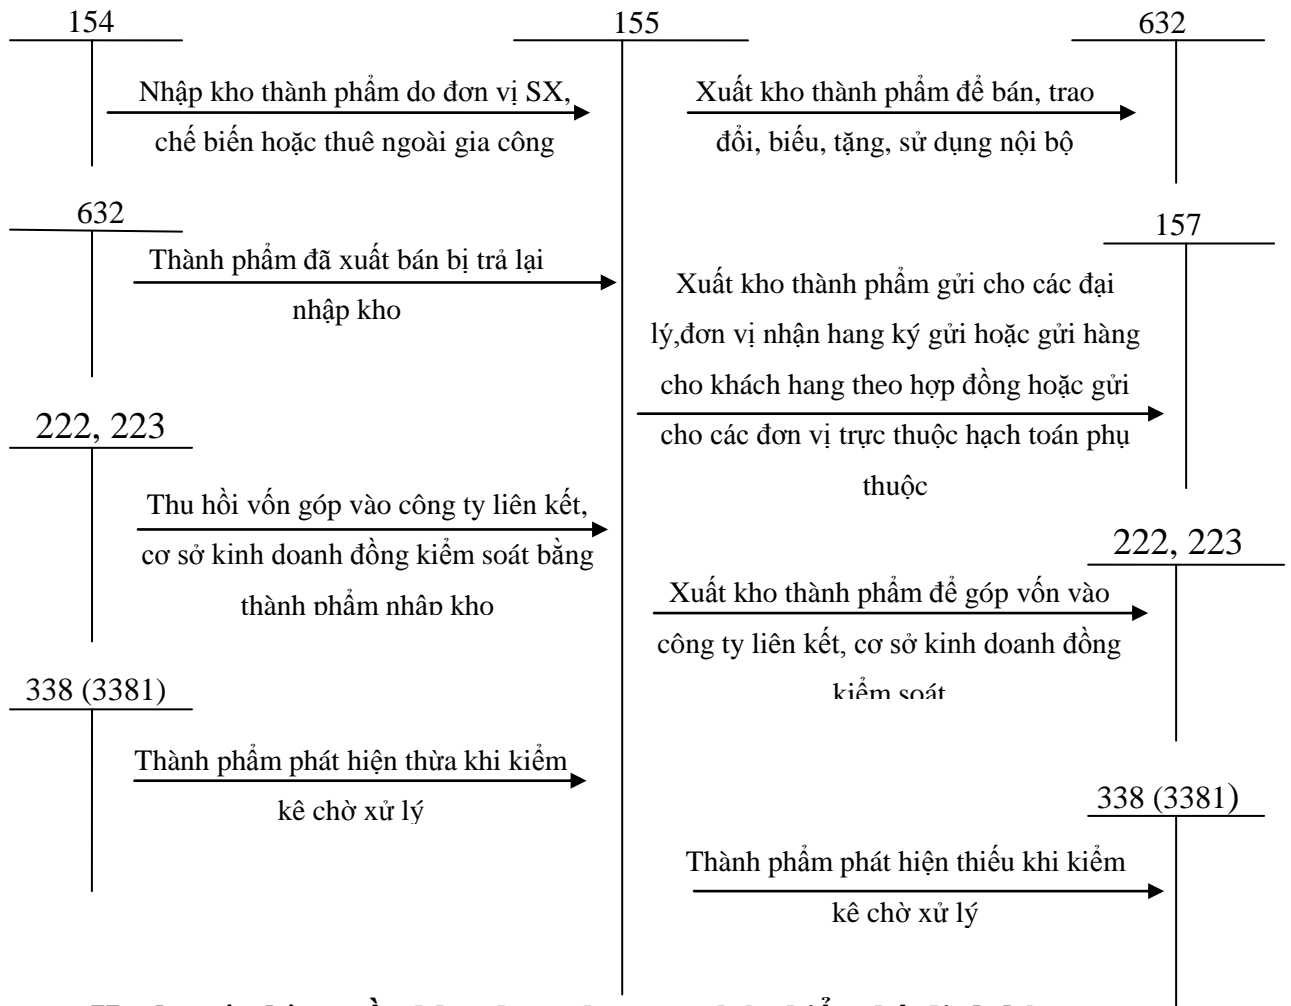 154
155
632
Nhập kho thành phẩm do đơn vị SX,
chế biến hoặc thuê ngoài gia công
Xuất kho thành phẩm để bán, trao
đổi, biếu, tặng, sử dụng nội bộ
632
Thành phẩm đã xuất bán bị trả lại
nhập kho
157
Xuất kho thành phẩm gửi cho các đại
lý,đơn vị nhận hang ký gửi hoặc gửi hàng
cho khách hang theo hợp đồng hoặc gửi
cho các đơn vị trực thuộc hạch toán phụ
thuộc
222, 223
Thu hồi vốn góp vào công ty liên kết,
cơ sở kinh doanh đồng kiểm soát bằng
thành phẩm nhập kho
222, 223
Xuất kho thành phẩm để góp vốn vào
công ty liên kết, cơ sở kinh doanh đồng
kiểm soát
338 (3381)
Thành phẩm phát hiện thừa khi kiểm
kê chờ xử lý
338 (3381)
Thành phẩm phát hiện thiếu khi kiểm
kê chờ xử lý